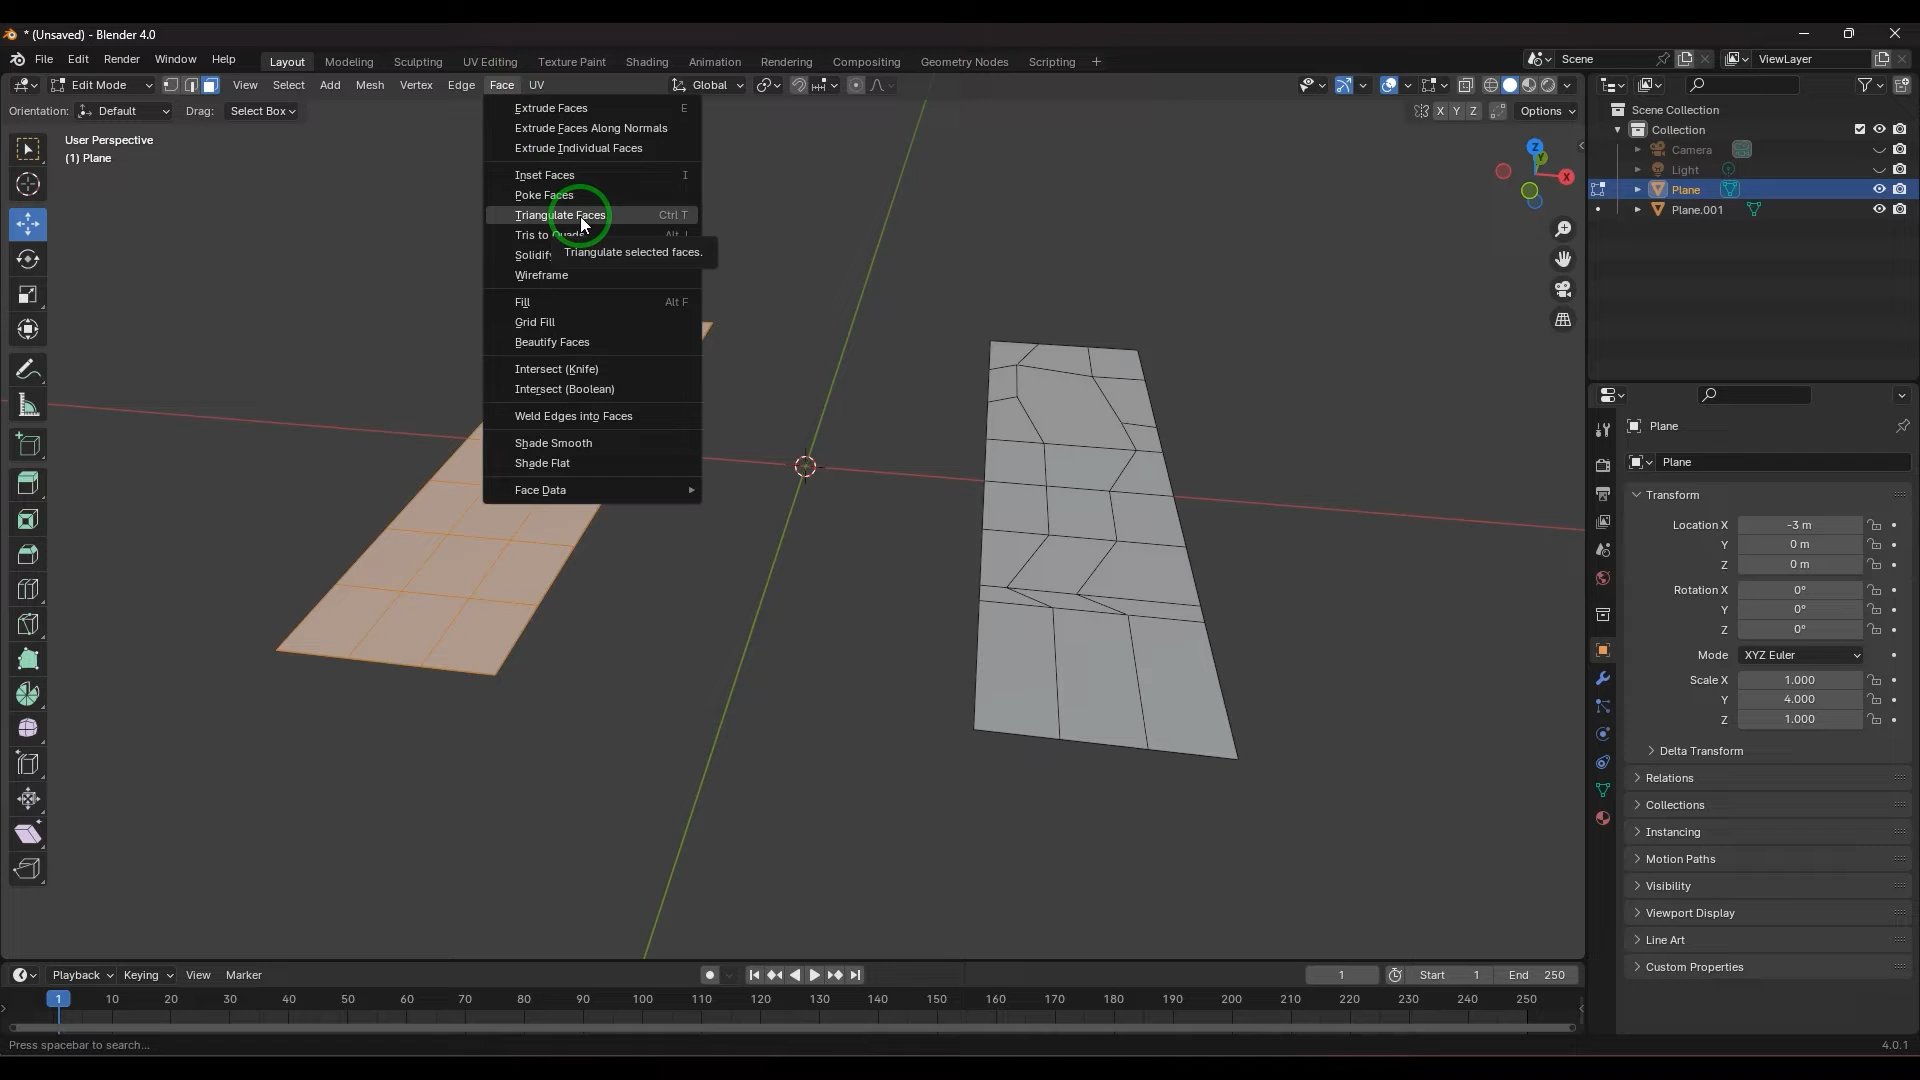 * (Unsaved) - Blender 4.0
File Edit Render Window Help Layout Modeling Sculpting UV Editing Texture Paint Shading Animation Rendering Compositing Geometry Nodes Scripting + Scene ViewLayer
Edit Mode View Select Add Mesh Vertex Edge Face UV Global
Orientation: Default Drag: Select Box X Y Z Options
User Perspective
(1) Plane
Extrude Faces E
Extrude Faces Along Normals
Extrude Individual Faces
Inset Faces I
Poke Faces
Triangulate Faces Ctrl T
Tris to Quads Alt J
Solidify
Triangulate selected faces.
Wireframe
Fill Alt F
Grid Fill
Beautify Faces
Intersect (Knife)
Intersect (Boolean)
Weld Edges into Faces
Shade Smooth
Shade Flat
Face Data
Z
Y
X
Scene Collection
Collection
Camera
Light
Plane
Plane.001
Plane
Plane
Transform
Location X -3 m
Y 0 m
Z 0 m
Rotation X 0°
Y 0°
Z 0°
Mode XYZ Euler
Scale X 1.000
Y 4.000
Z 1.000
Delta Transform
Relations
Collections
Instancing
Motion Paths
Visibility
Viewport Display
Line Art
Custom Properties
Playback Keying View Marker 1 Start 1 End 250
1 10 20 30 40 50 60 70 80 90 100 110 120 130 140 150 160 170 180 190 200 210 220 230 240 250
Press spacebar to search... 4.0.1